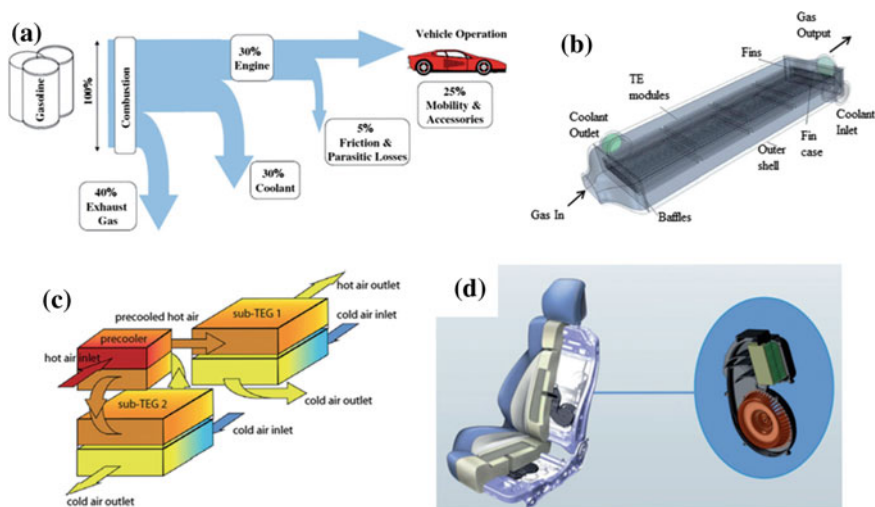 (a)
Gasoline
100%
Combustion
30%
Engine
Vehicle Operation
25%
Mobility &
Accessories
5%
Friction &
Parasitic Losses
30%
Coolant
40%
Exhaust
Gas
(b)
Gas
Output
Fins
TE
modules
Coolant
Outlet
Coolant
Inlet
Fin
case
Outer
shell
Gas In
Baffles
(c)
hot air outlet
precooled hot air
sub-TEG 1
cold air inlet
precooler
hot air inlet
cold air outlet
sub-TEG 2
cold air inlet
cold air outlet
(d)